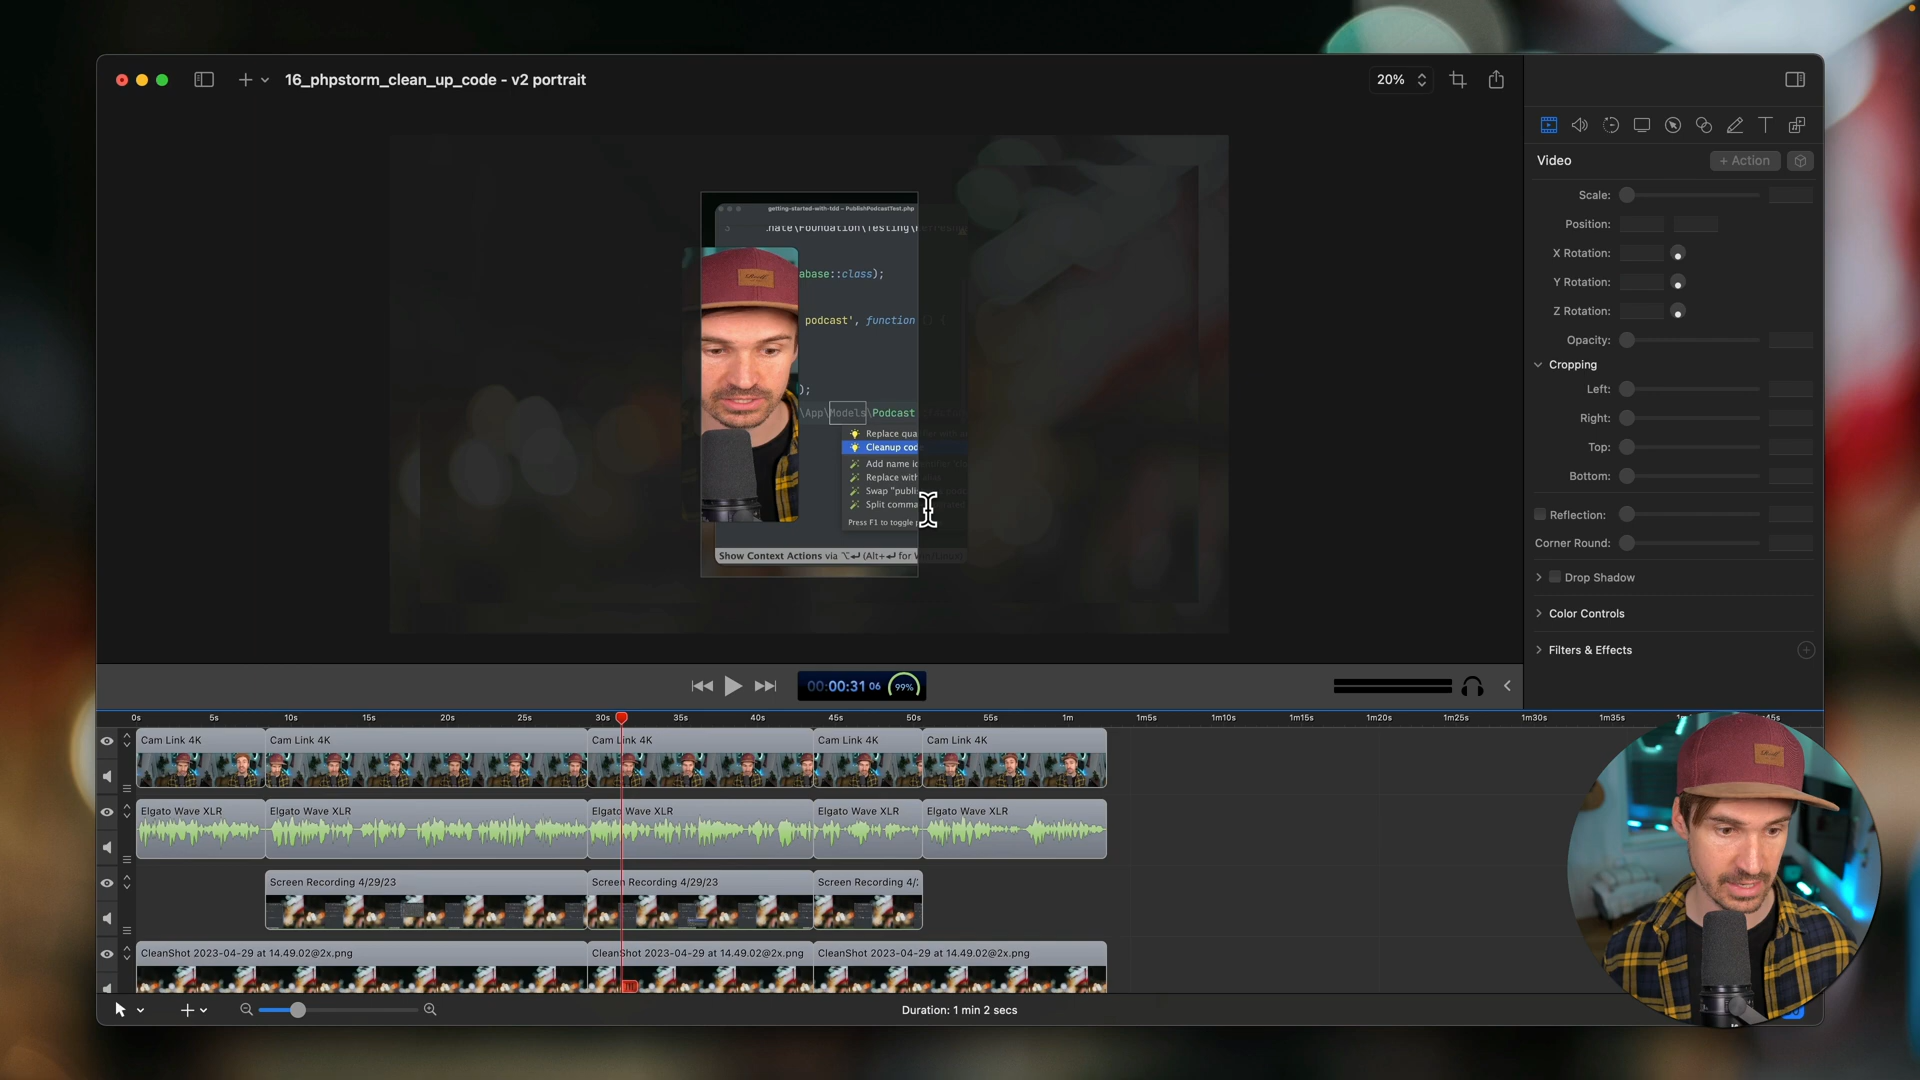 16_phpstorm_clean_up_code - v2 portrait
20%
Video
+ Action
Scale:
Position:
X Rotation:
Y Rotation:
Z Rotation:
Opacity:
Cropping
Left:
Right:
Top:
Bottom:
Reflection:
Corner Round:
Drop Shadow
Color Controls
Filters & Effects
getting-started-with-tdd – PublishPodcastTest.php
3 .nate\Foundation\Testing\
abase::class);
podcast', function () {
);
\App\Models\Podcast
Replace qua
Cleanup cod
Add name
Replace with
Swap "publi
Split comma
Press F1 to toggle
Show Context Actions via ⌥↵ (Alt+↵ for
00:00:31 06 99%
0s 5s 10s 15s 20s 25s 30s 35s 40s 45s 50s 55s 1m 1m5s 1m10s 1m15s 1m20s 1m25s 1m30s 1m35s 45s
Cam Link 4K Cam Link 4K Cam Link 4K Cam Link 4K Cam Link 4K
Elgato Wave XLR Elgato Wave XLR Elgato Wave XLR Elgato Wave XLR Elgato Wave XLR
Screen Recording 4/29/23 Screen Recording 4/29/23 Screen Recording 4/
CleanShot 2023-04-29 at 14.49.02@2x.png CleanShot 2023-04-29 at 14.49.02@2x.png CleanShot 2023-04-29 at 14.49.02@2x.png
Duration: 1 min 2 secs